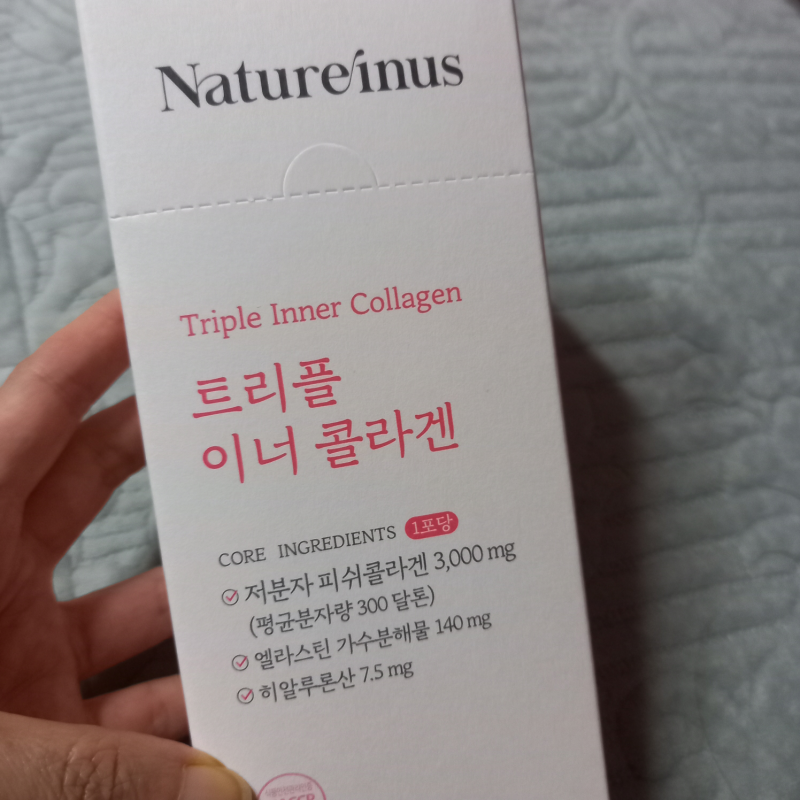 Nature/inus
Triple Inner Collagen
트리플
이너 콜라겐
CORE INGREDIENTS 1포당
저분자 피쉬콜라겐 3,000 mg
(평균분자량 300 달톤)
엘라스틴 가수분해물 140 mg
히알루론산 7.5 mg